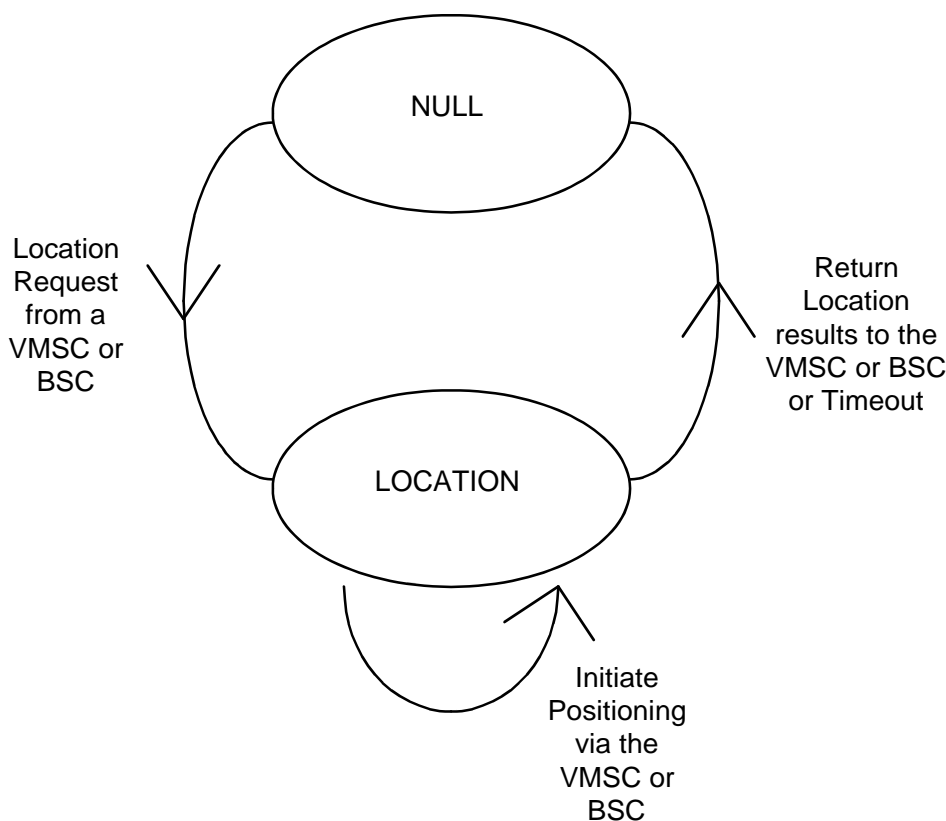 NULL
Location
Request
from a
VMSC or
BSC
Return
Location
results to the
VMSC or BSC
or Timeout
LOCATION
Initiate
Positioning
via the
VMSC or
BSC